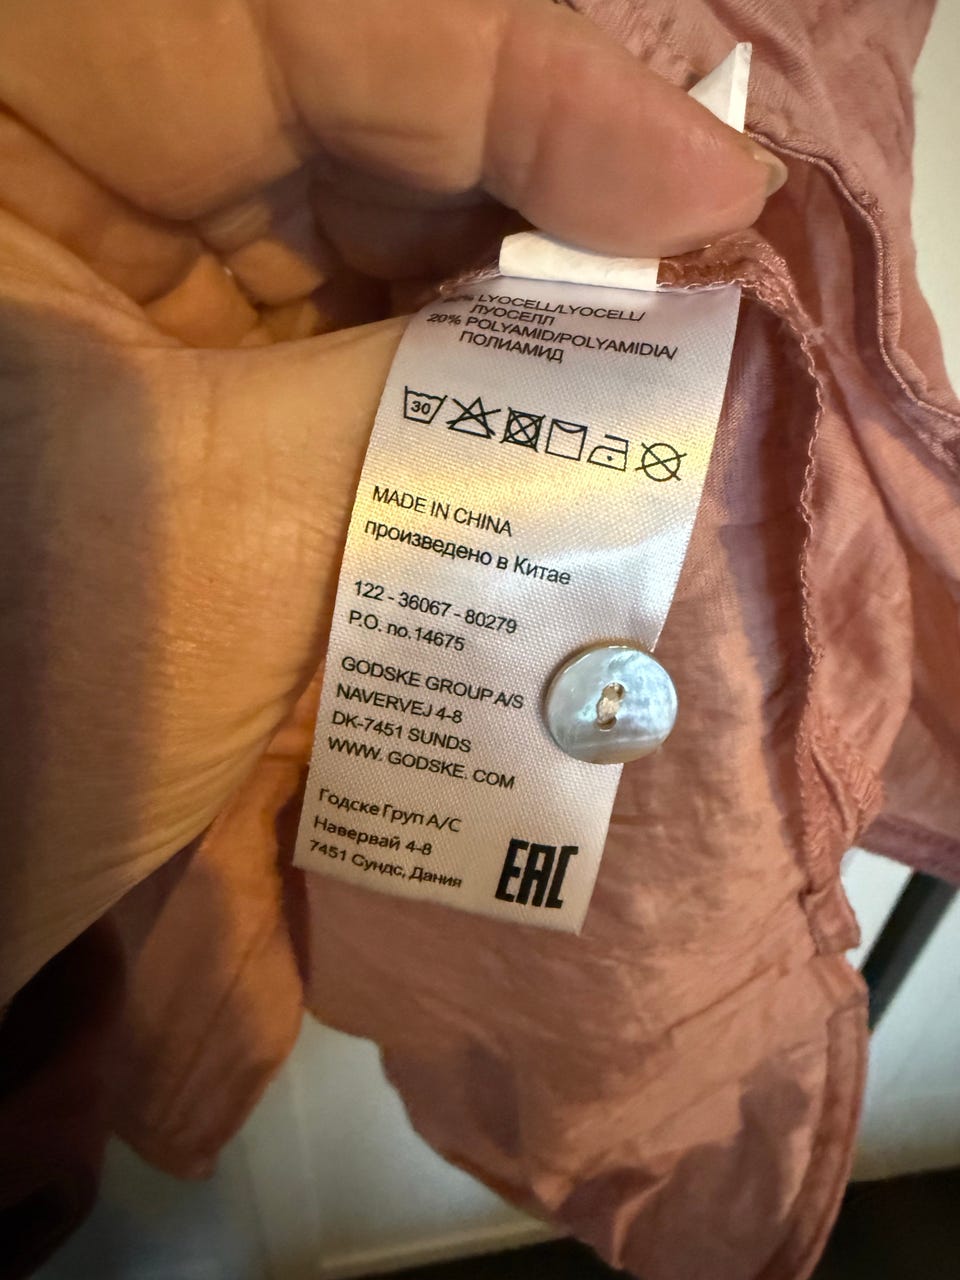 LYOCELL/LYOCELL/
ЛУОСЕЛЛ
20% POLYAMID/POLYAMIDIA/
ПОЛИАМИД
30
MADE IN CHINA
произведено в Китае
122 - 36067 - 80279
P.O. no.14675
GODSKE GROUP A/S
NAVERVEJ 4-8
DK-7451 SUNDS
WWW. GODSKE. COM
Годске Груп А/С
Навервай 4-8
7451 Сундс, Дания
EAC